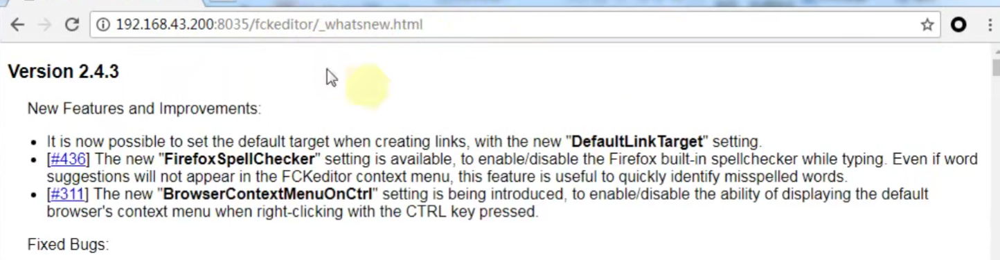 192.168.43.200:8035/fckeditor/_whatsnew.html
Version 2.4.3
New Features and Improvements:
• It is now possible to set the default target when creating links, with the new "DefaultLinkTarget" setting.
• [#436] The new "FirefoxSpellChecker" setting is available, to enable/disable the Firefox built-in spellchecker while typing. Even if word
suggestions will not appear in the FCKeditor context menu, this feature is useful to quickly identify misspelled words.
• [#311] The new "BrowserContextMenuOnCtrl" setting is being introduced, to enable/disable the ability of displaying the default
browser's context menu when right-clicking with the CTRL key pressed.
Fixed Bugs: